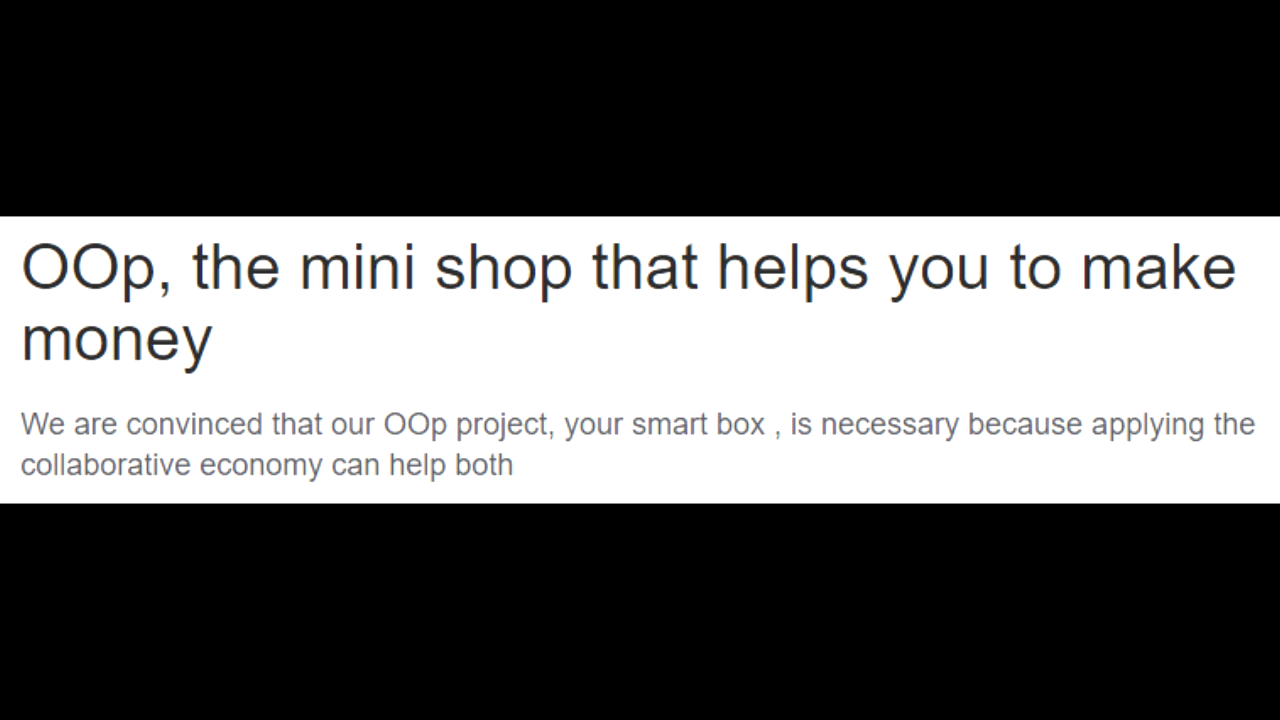 OOp, the mini shop that helps you to make
money
We are convinced that our OOp project, your smart box , is necessary because applying the
collaborative economy can help both